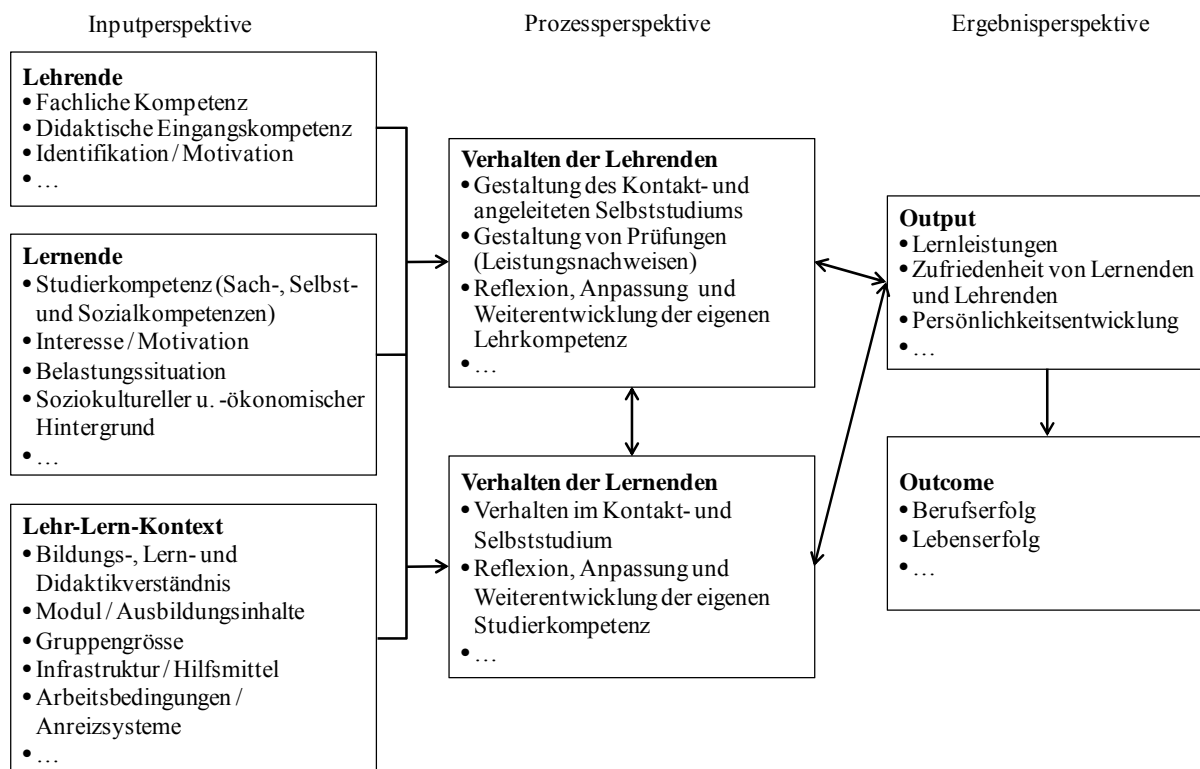 Inputperspektive
Prozessperspektive
Ergebnisperspektive
Lehrende
• Fachliche Kompetenz
• Didaktische Eingangskompetenz
• Identifikation / Motivation
• …
Lernende
• Studierkompetenz (Sach-, Selbst-
und Sozialkompetenzen)
• Interesse / Motivation
• Belastungssituation
• Soziokultureller u. -ökonomischer
Hintergrund
• …
Lehr-Lern-Kontext
• Bildungs-, Lern- und
Didaktikverständnis
• Modul / Ausbildungsinhalte
• Gruppengrösse
• Infrastruktur / Hilfsmittel
• Arbeitsbedingungen /
Anreizsysteme
• …
Verhalten der Lehrenden
• Gestaltung des Kontakt- und
angeleiteten Selbststudiums
• Gestaltung von Prüfungen
(Leistungsnachweisen)
• Reflexion, Anpassung und
Weiterentwicklung der eigenen
Lehrkompetenz
• …
Verhalten der Lernenden
• Verhalten im Kontakt- und
Selbststudium
• Reflexion, Anpassung und
Weiterentwicklung der eigenen
Studierkompetenz
• …
Output
• Lernleistungen
• Zufriedenheit von Lernenden
und Lehrenden
• Persönlichkeitsentwicklung
• …
Outcome
• Berufserfolg
• Lebenserfolg
• …